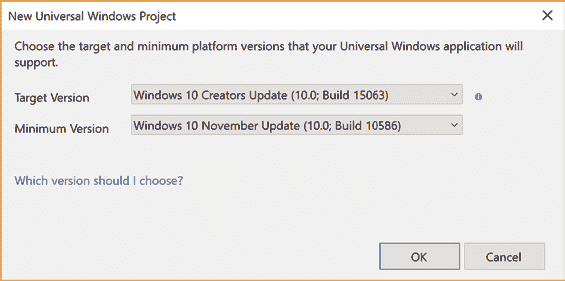 New Universal Windows Project
Choose the target and minimum platform versions that your Universal Windows application will
support.
Target Version Windows 10 Creators Update (10.0; Build 15063)
Minimum Version Windows 10 November Update (10.0; Build 10586)
Which version should I choose?
OK Cancel